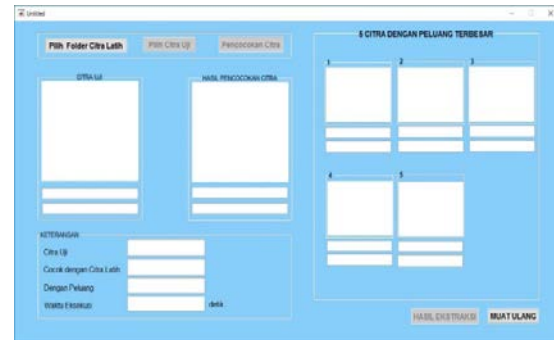 Untitled
Pilih Folder Citra Latih
Pilih Citra Uji
Pencocokan Citra
CITRA UJI
HASIL PENCOCOKAN CITRA
5 CITRA DENGAN PELUANG TERBESAR
1
2
3
4
5
KETERANGAN
Citra Uji
Cocok dengan Citra Latih
Dengan Peluang
Waktu Eksekusi
detik
HASIL EKSTRAKSI
MUAT ULANG